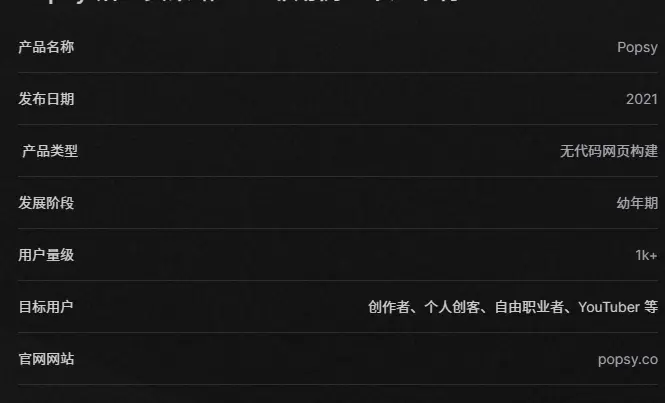 产品名称 Popsy
发布日期 2021
产品类型 无代码网页构建
发展阶段 幼年期
用户量级 1k+
目标用户 创作者、个人创客、自由职业者、YouTuber 等
官网网站 popsy.co